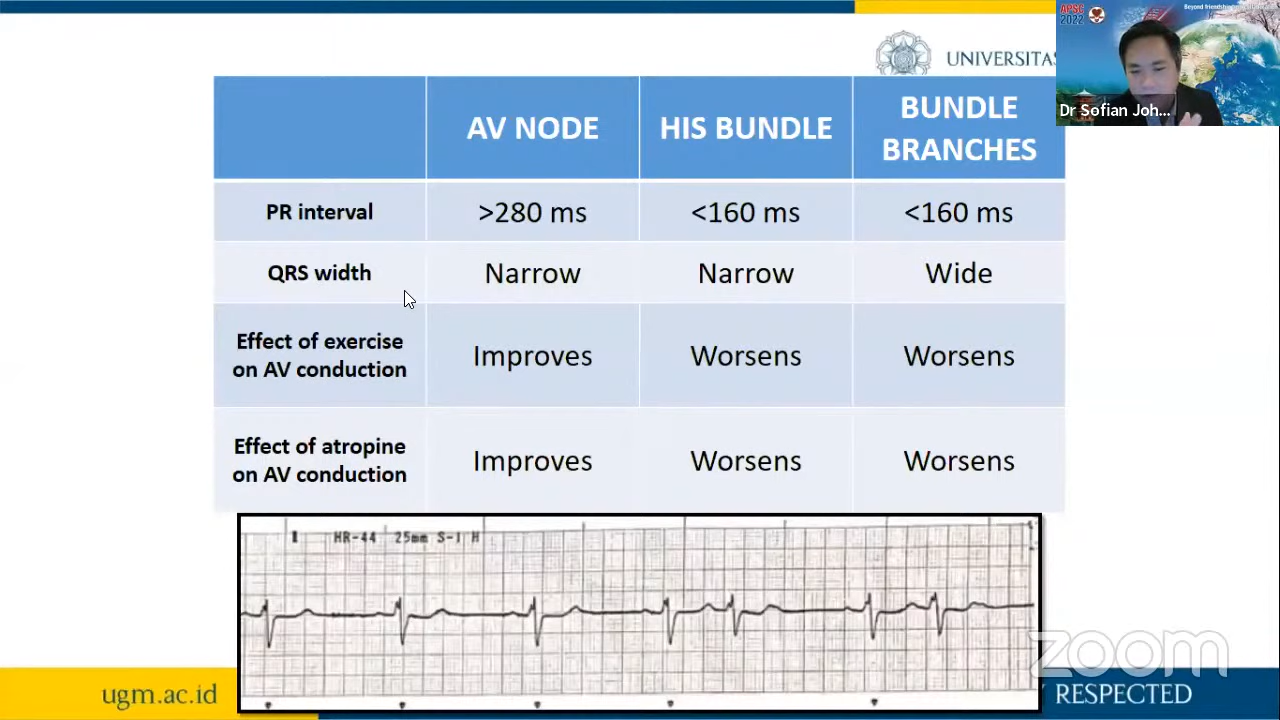 APSC
2022
Beyond friendship
UNIVERSITAS
Dr Sofian Joh...
AV NODE
HIS BUNDLE
BUNDLE
BRANCHES
PR interval
>280 ms
<160 ms
<160 ms
QRS width
Narrow
Narrow
Wide
Effect of exercise
on AV conduction
Improves
Worsens
Worsens
Effect of atropine
on AV conduction
Improves
Worsens
Worsens
HR-44 25mm
zoom
ugm.ac.id
RESPECTED